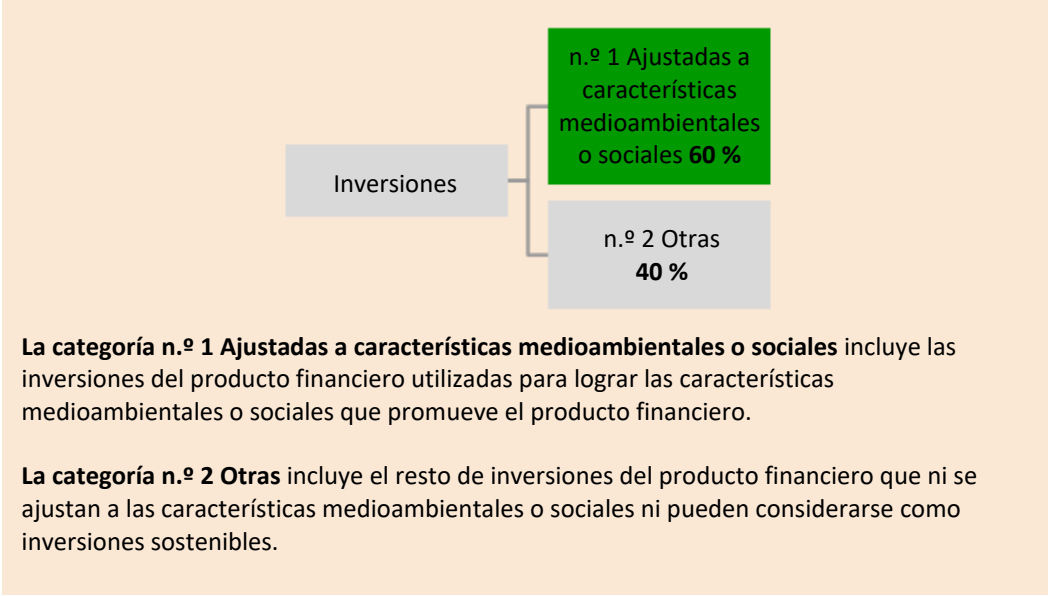 n.º 1 Ajustadas a
características
medioambientales
o sociales 60 %
Inversiones
n.º 2 Otras
40 %
La categoría n.º 1 Ajustadas a características medioambientales o sociales incluye las
inversiones del producto financiero utilizadas para lograr las características
medioambientales o sociales que promueve el producto financiero.
La categoría n.º 2 Otras incluye el resto de inversiones del producto financiero que ni se
ajustan a las características medioambientales o sociales ni pueden considerarse como
inversiones sostenibles.